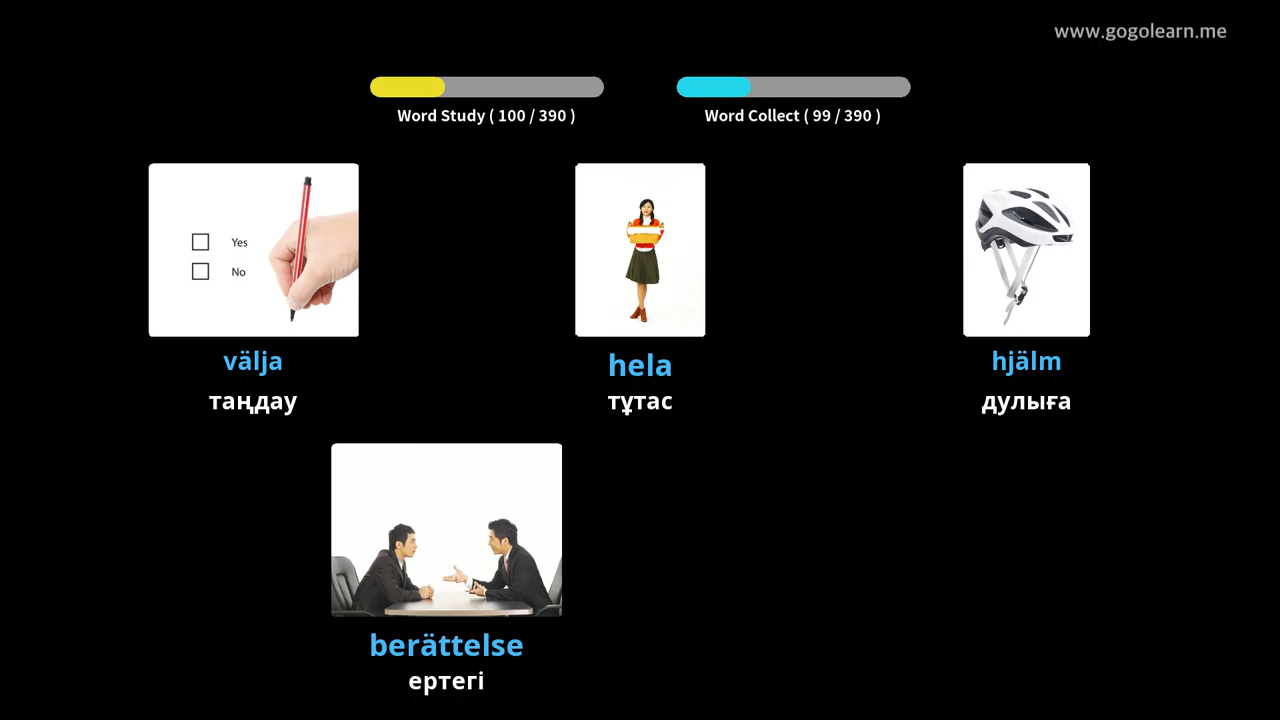 www.gogolearn.me
Word Study ( 100 / 390 )
Word Collect ( 99 / 390 )
Yes
No
välja
таңдау
hela
тұтас
hjälm
дулыға
berättelse
ертегі